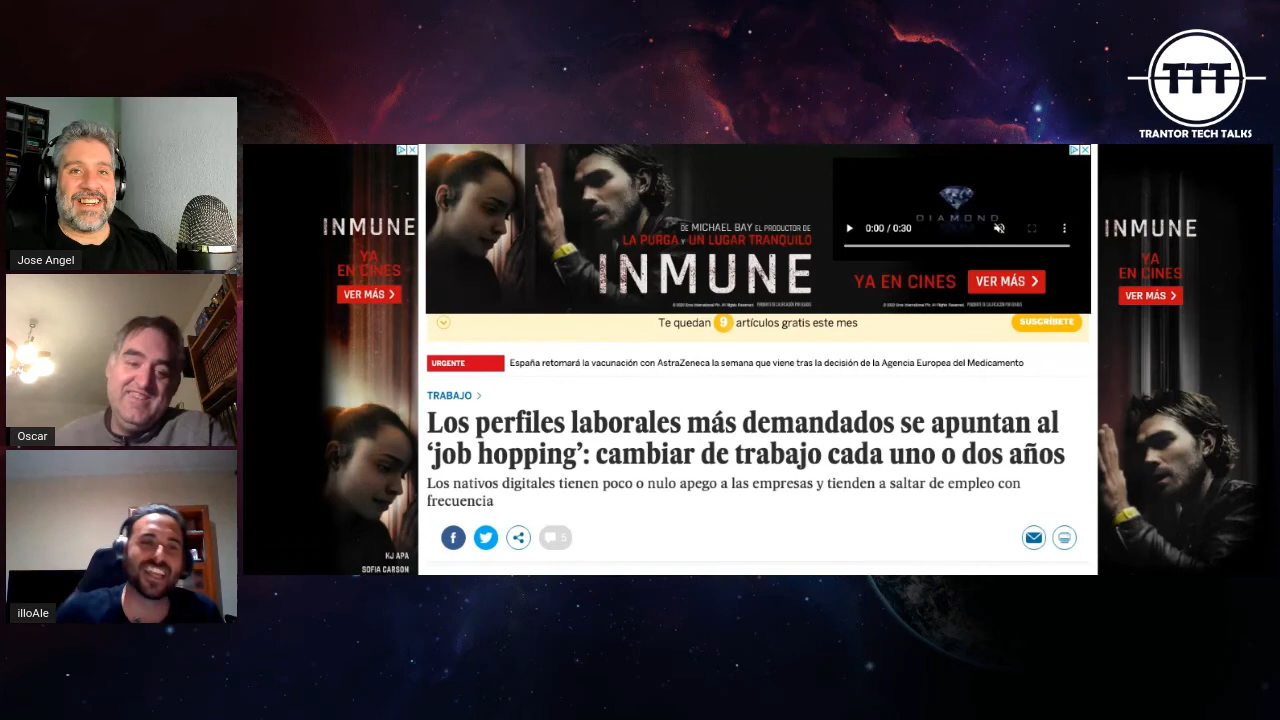 TTT
TRANTOR TECH TALKS
Jose Angel
Oscar
illoAle
INMUNE
YA
EN CINES
VER MÁS
KJ APA
SOFIA CARSON
DE MICHAEL BAY EL PRODUCTOR DE
LA PURGA Y UN LUGAR TRANQUILO
INMUNE
DIAMOND
0:00 / 0:30
YA EN CINES
VER MÁS
INMUNE
YA
EN CINES
VER MÁS
Te quedan 9 artículos gratis este mes
SUSCRÍBETE
URGENTE
España retomará la vacunación con AstraZeneca la semana que viene tras la decisión de la Agencia Europea del Medicamento
TRABAJO
Los perfiles laborales más demandados se apuntan al
‘job hopping’: cambiar de trabajo cada uno o dos años
Los nativos digitales tienen poco o nulo apego a las empresas y tienden a saltar de empleo con
frecuencia
5